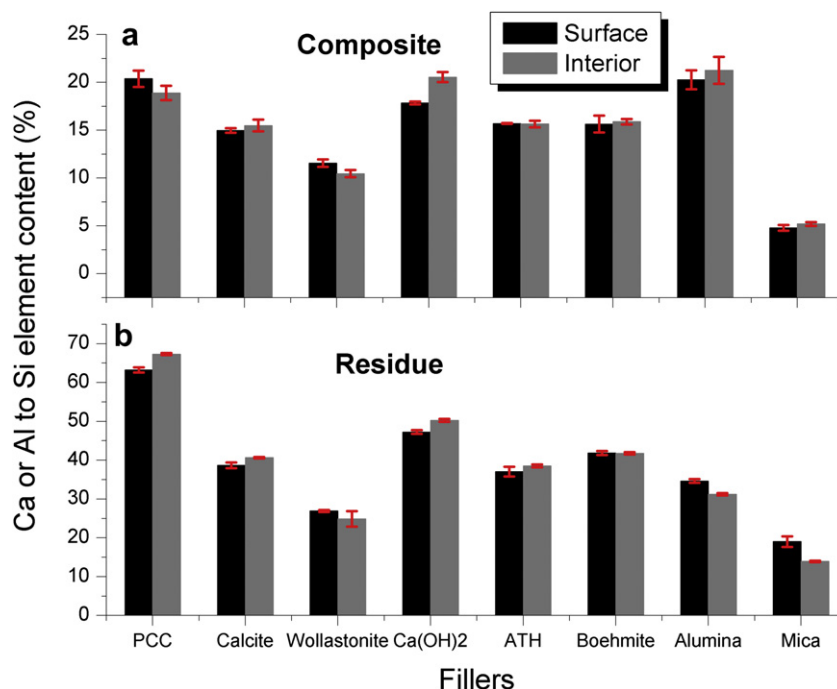 a
Composite
Surface
Interior
25
20
15
10
5
0
b
Residue
70
60
50
40
30
20
10
0
Ca or Al to Si element content (%)
PCC Calcite Wollastonite Ca(OH)2 ATH Boehmite Alumina Mica
Fillers